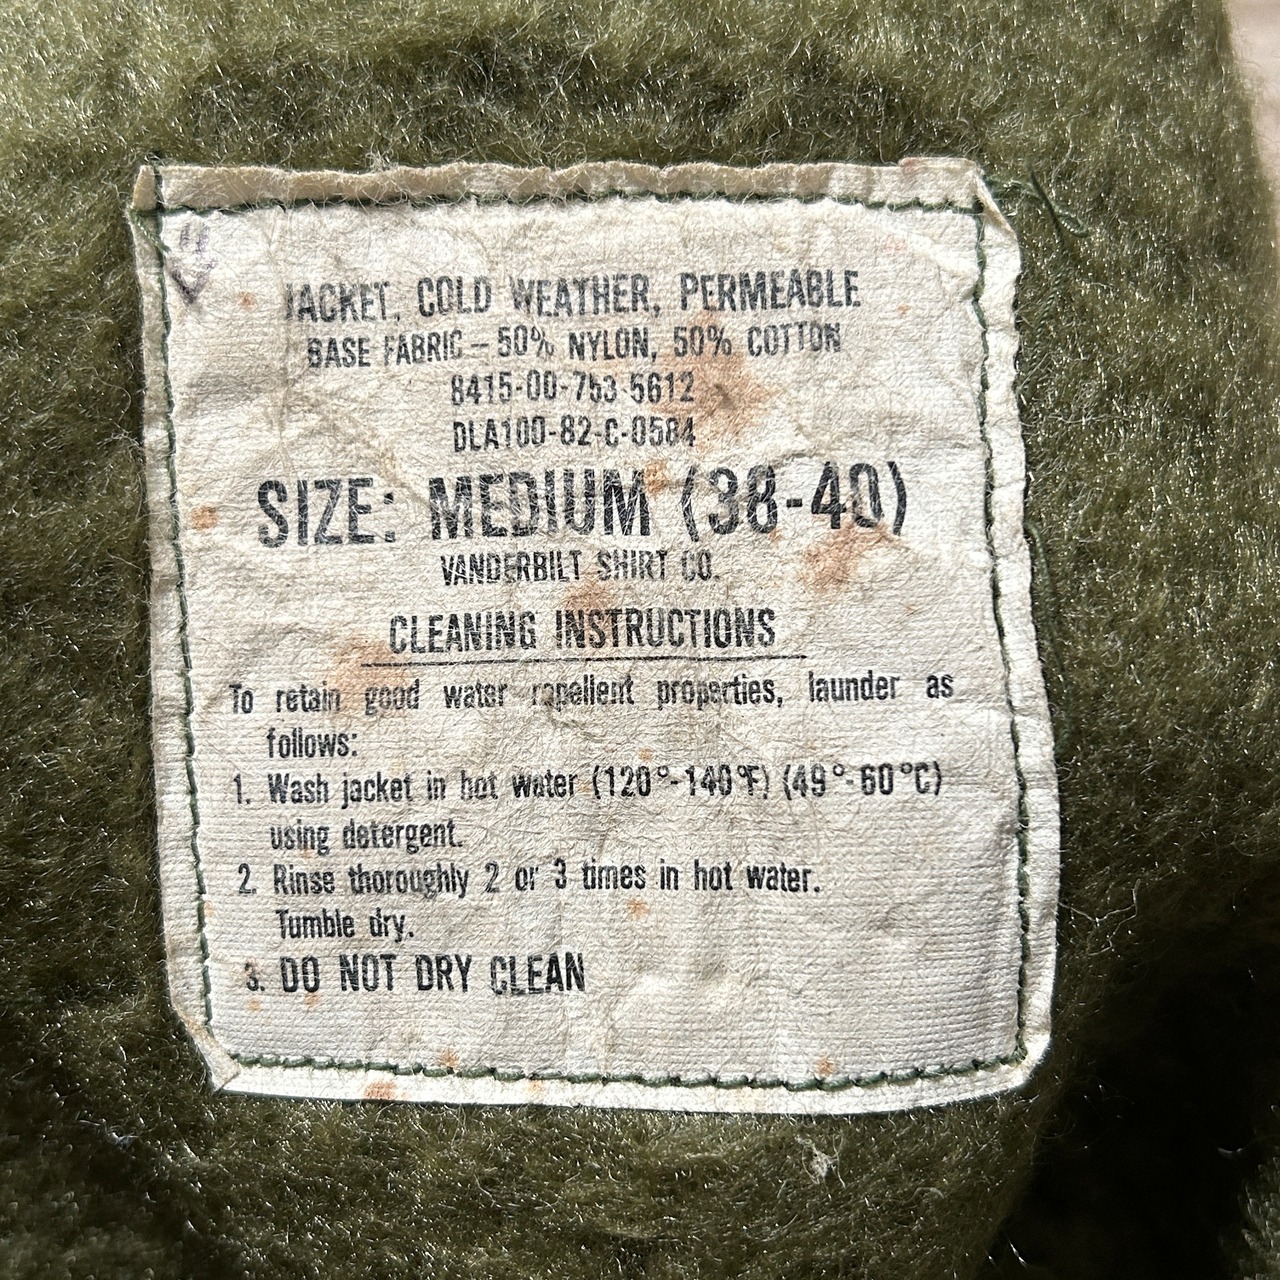 JACKET, COLD WEATHER, PERMEABLE
BASE FABRIC – 50% NYLON, 50% COTTON
8415-00-753-5612
DLA100-82-C-0584
SIZE: MEDIUM (38-40)
VANDERBILT SHIRT CO.
CLEANING INSTRUCTIONS
To retain good water repellent properties, launder as
follows:
1. Wash jacket in hot water (120°-140°F) (49°-60°C)
using detergent.
2. Rinse thoroughly 2 or 3 times in hot water.
Tumble dry.
3. DO NOT DRY CLEAN